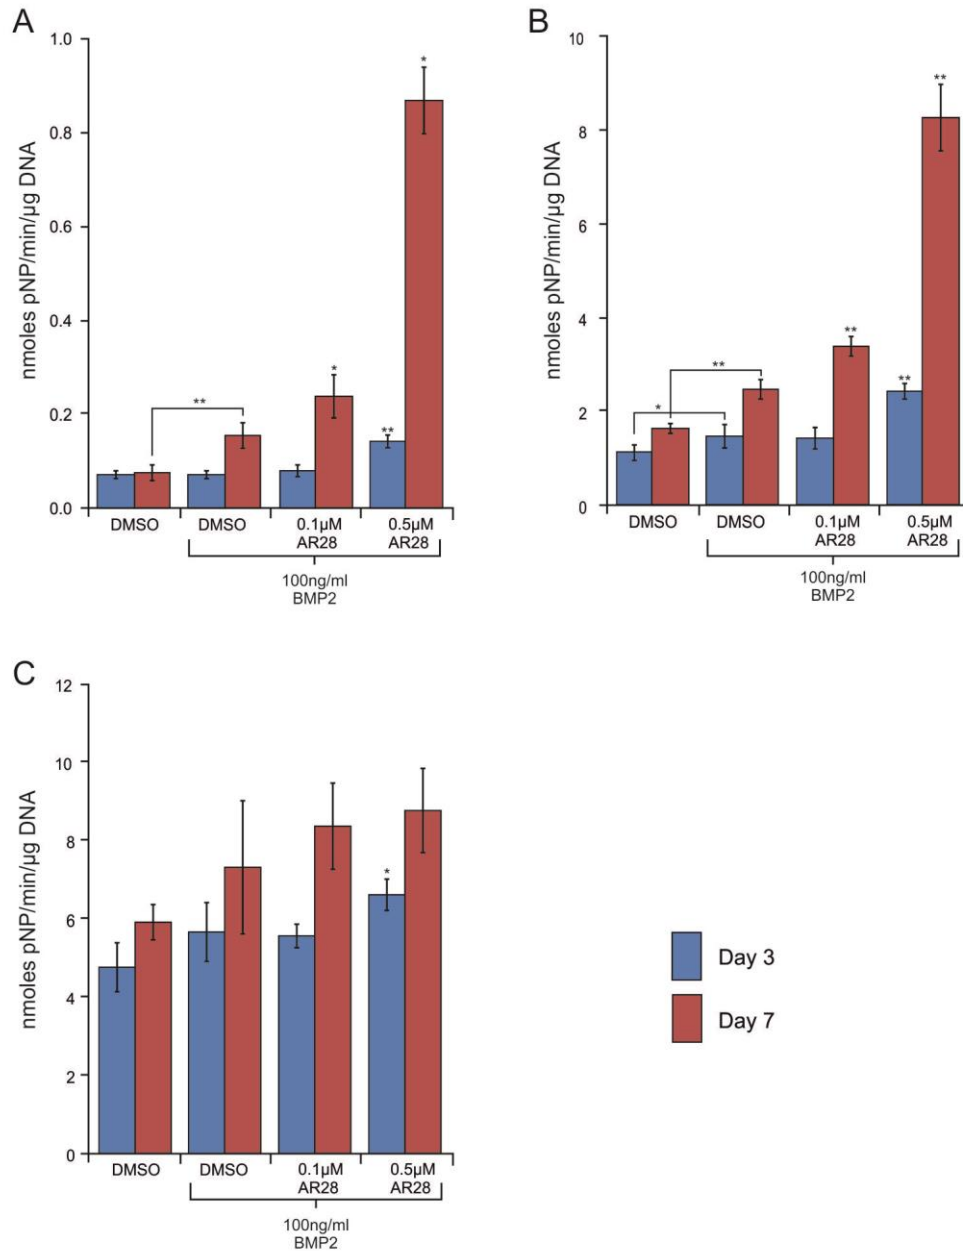 A
nmoles pNP/min/µg DNA
1.0
0.8
0.6
0.4
0.2
0.0
**
*
**
*
DMSO DMSO 0.1µM 0.5µM
AR28 AR28
100ng/ml
BMP2
B
nmoles pNP/min/µg DNA
10
8
6
4
2
0
*
**
**
**
**
DMSO DMSO 0.1µM 0.5µM
AR28 AR28
100ng/ml
BMP2
C
nmoles pNP/min/µg DNA
12
10
8
6
4
2
0
*
DMSO DMSO 0.1µM 0.5µM
AR28 AR28
100ng/ml
BMP2
Day 3
Day 7